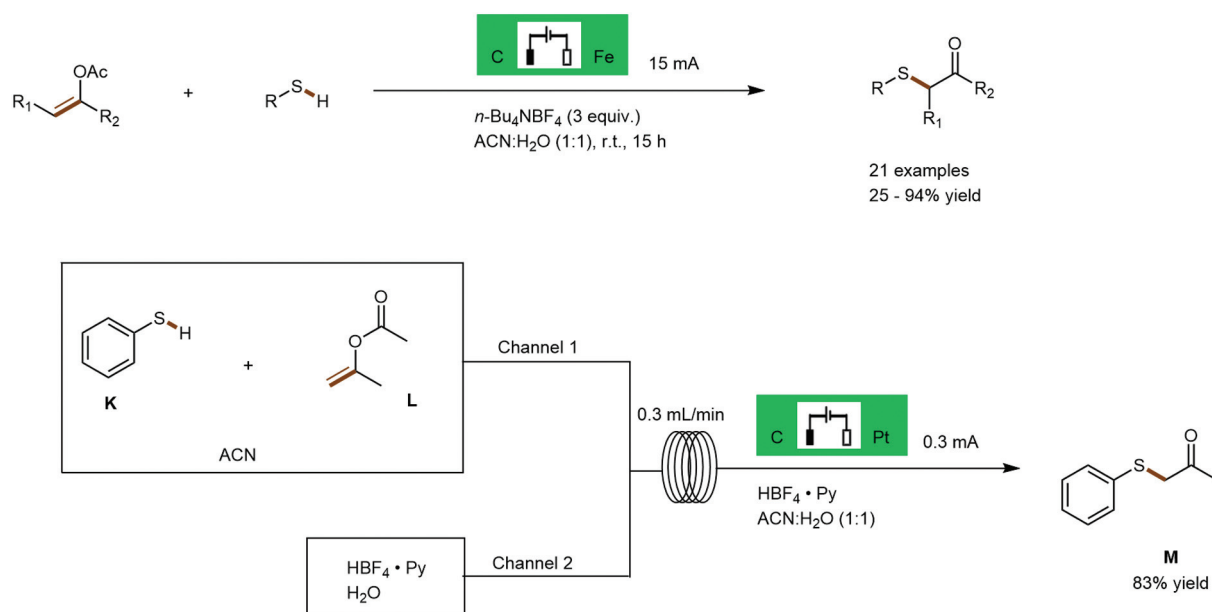 OAc
R₁
R₂
+
R
S
H
C
Fe
15 mA
n-Bu₄NBF₄ (3 equiv.)
ACN:H₂O (1:1), r.t., 15 h
O
S
R
R₂
R₁
21 examples
25 - 94% yield
S
H
K
+
O
O
L
ACN
Channel 1
HBF₄ • Py
H₂O
Channel 2
0.3 mL/min
C
Pt
0.3 mA
HBF₄ • Py
ACN:H₂O (1:1)
O
S
M
83% yield